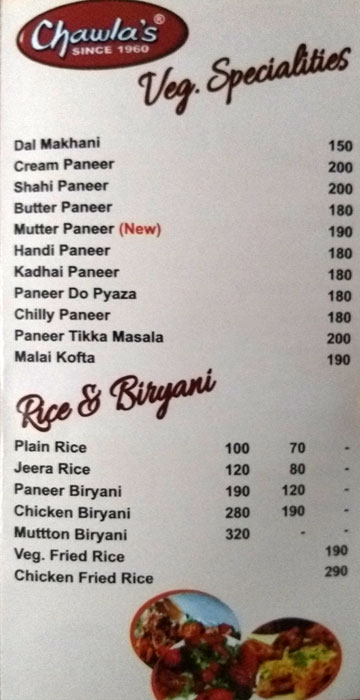 Chawla's®
SINCE 1960
Veg. Specialities
Dal Makhani 150
Cream Paneer 200
Shahi Paneer 200
Butter Paneer 180
Mutter Paneer (New) 190
Handi Paneer 180
Kadhai Paneer 180
Paneer Do Pyaza 180
Chilly Paneer 180
Paneer Tikka Masala 200
Malai Kofta 190
Rice & Biryani
Plain Rice 100 70 -
Jeera Rice 120 80 -
Paneer Biryani 190 120 -
Chicken Biryani 280 190 -
Muttton Biryani 320 - -
Veg. Fried Rice 190
Chicken Fried Rice 290